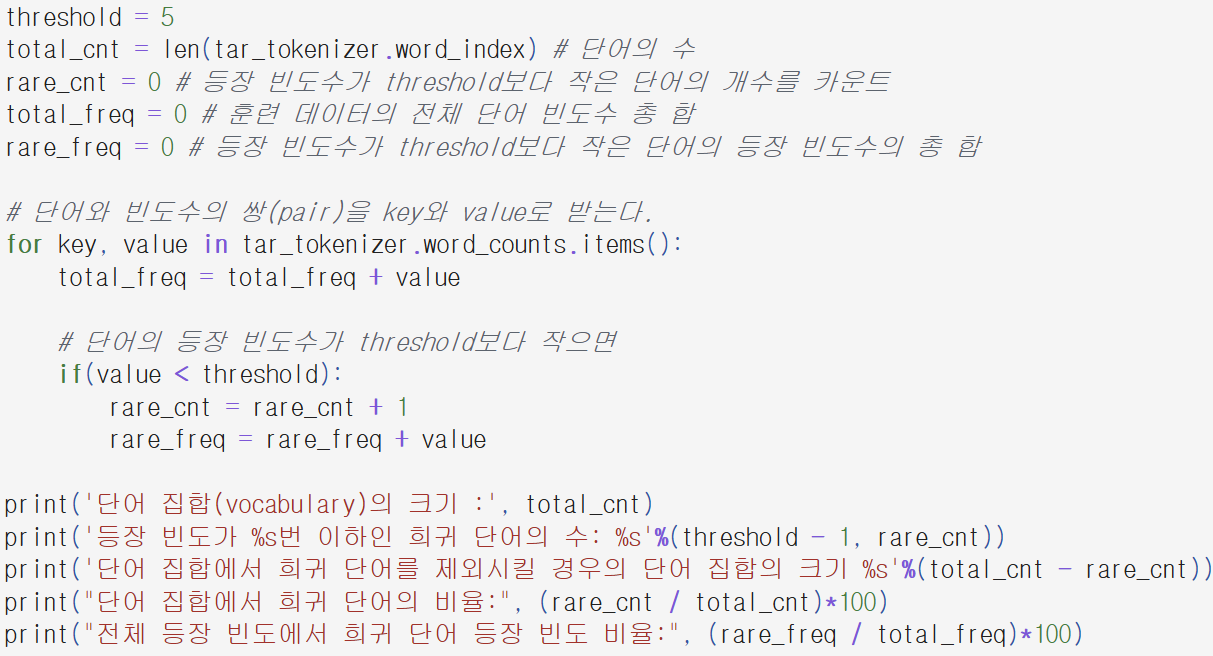 threshold = 5
total_cnt = len(tar_tokenizer.word_index) # 단어의 수
rare_cnt = 0 # 등장 빈도수가 threshold보다 작은 단어의 개수를 카운트
total_freq = 0 # 훈련 데이터의 전체 단어 빈도수 총 합
rare_freq = 0 # 등장 빈도수가 threshold보다 작은 단어의 등장 빈도수의 총 합

# 단어와 빈도수의 쌍(pair)을 key와 value로 받는다.
for key, value in tar_tokenizer.word_counts.items():
    total_freq = total_freq + value

    # 단어의 등장 빈도수가 threshold보다 작으면
    if(value < threshold):
        rare_cnt = rare_cnt + 1
        rare_freq = rare_freq + value

print('단어 집합(vocabulary)의 크기 :', total_cnt)
print('등장 빈도가 %s번 이하인 희귀 단어의 수: %s'%(threshold - 1, rare_cnt))
print('단어 집합에서 희귀 단어를 제외시킬 경우의 단어 집합의 크기 %s'%(total_cnt - rare_cnt))
print("단어 집합에서 희귀 단어의 비율:", (rare_cnt / total_cnt)*100)
print("전체 등장 빈도에서 희귀 단어 등장 빈도 비율:", (rare_freq / total_freq)*100)